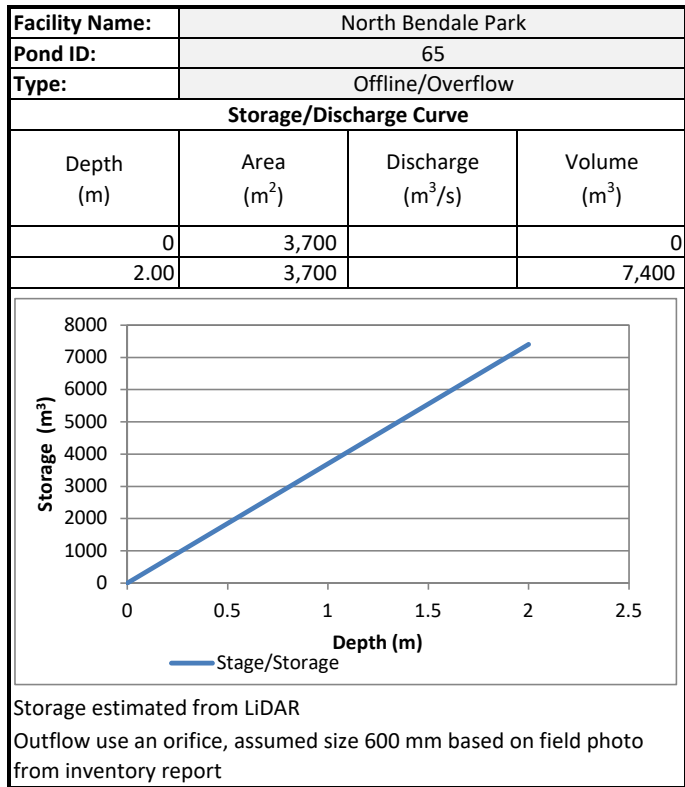 Facility Name: North Bendale Park
Pond ID: 65
Type: Offline/Overflow
Storage/Discharge Curve
Depth (m) Area (m²) Discharge (m³/s) Volume (m³)
0 3,700 0
2.00 3,700 7,400
8000
7000
6000
5000
4000
3000
2000
1000
0
Storage (m³)
0 0.5 1 1.5 2 2.5
Depth (m)
Stage/Storage
Storage estimated from LiDAR
Outflow use an orifice, assumed size 600 mm based on field photo
from inventory report